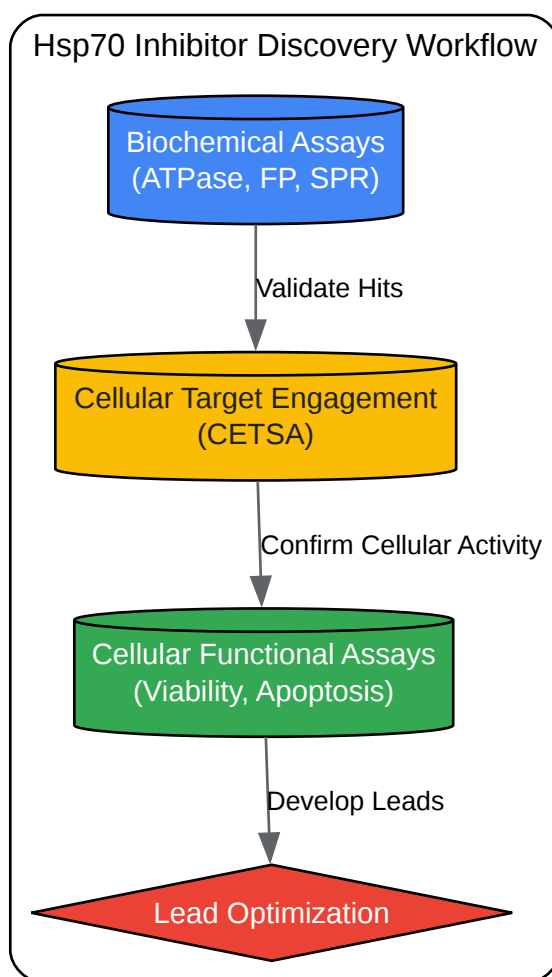 Hsp70 Inhibitor Discovery Workflow
Biochemical Assays
(ATPase, FP, SPR)
Validate Hits
Cellular Target Engagement
(CETSA)
Confirm Cellular Activity
Cellular Functional Assays
(Viability, Apoptosis)
Develop Leads
Lead Optimization